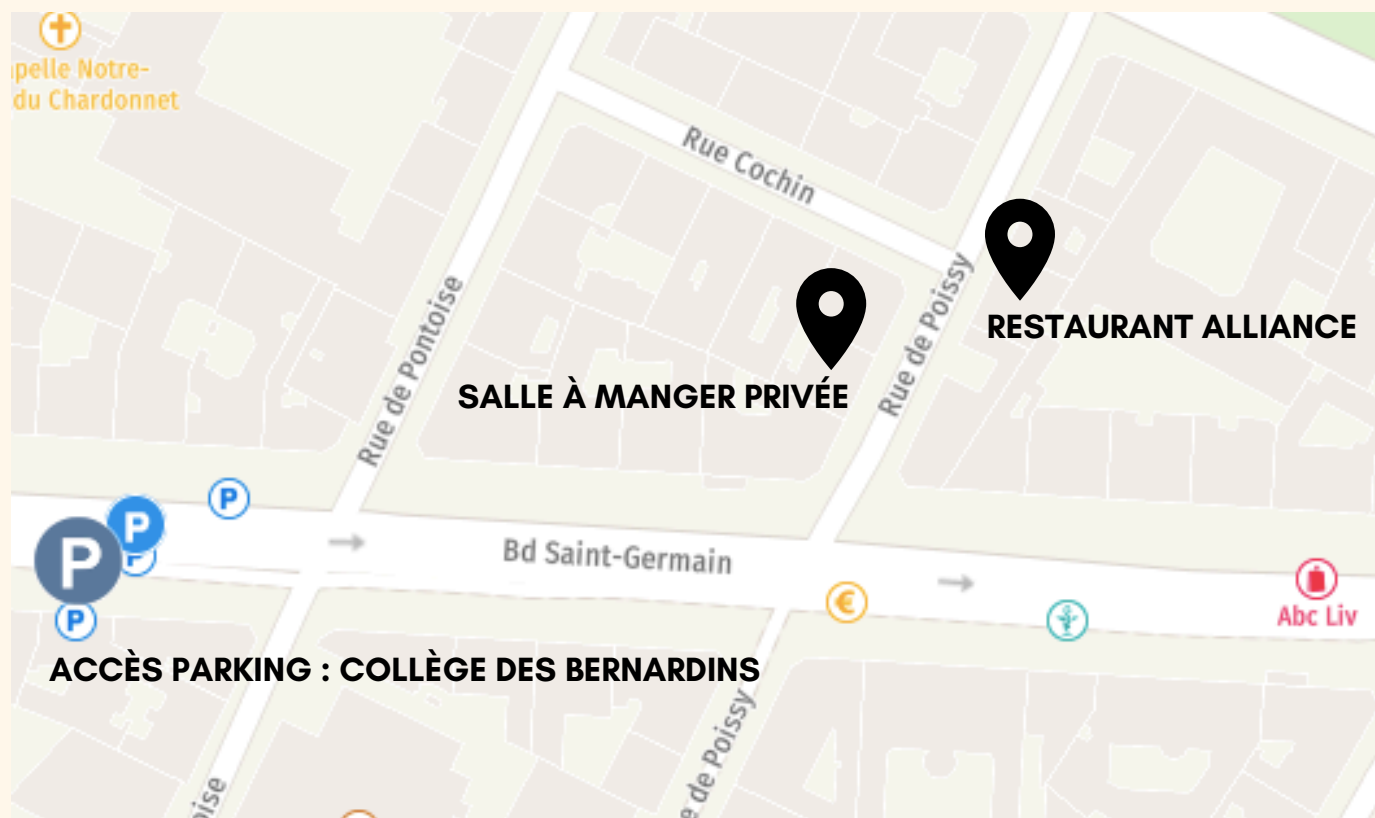 pelle Notre-
du Chardonnet
Rue Cochin
Rue de Pontoise
Rue de Poissy
RESTAURANT ALLIANCE
SALLE À MANGER PRIVÉE
P
P
P
P
P
Bd Saint-Germain
€
Abc Liv
ACCÈS PARKING : COLLÈGE DES BERNARDINS
e de Poissy
oise